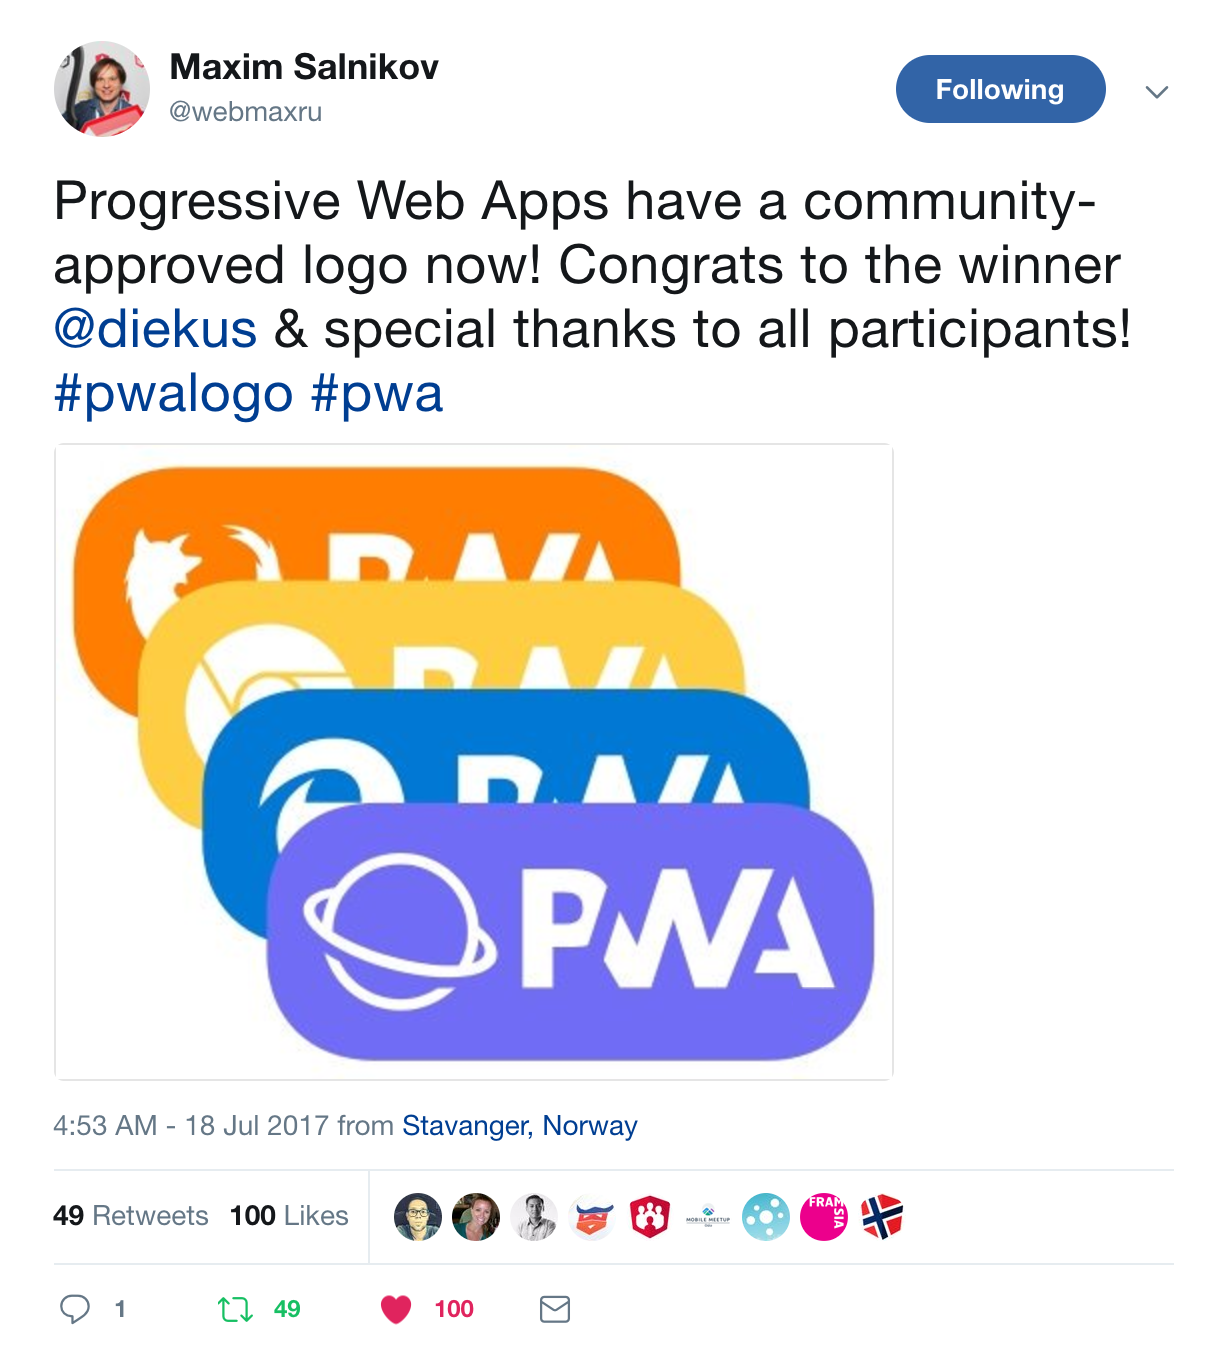 Maxim Salnikov
@webmaxru
Following
Progressive Web Apps have a community-
approved logo now! Congrats to the winner
@diekus & special thanks to all participants!
#pwalogo #pwa
PWA
PWA
PWA
PWA
4:53 AM - 18 Jul 2017 from Stavanger, Norway
49 Retweets 100 Likes
MOBILE MEETUP
FRAMSIA
1 49 100